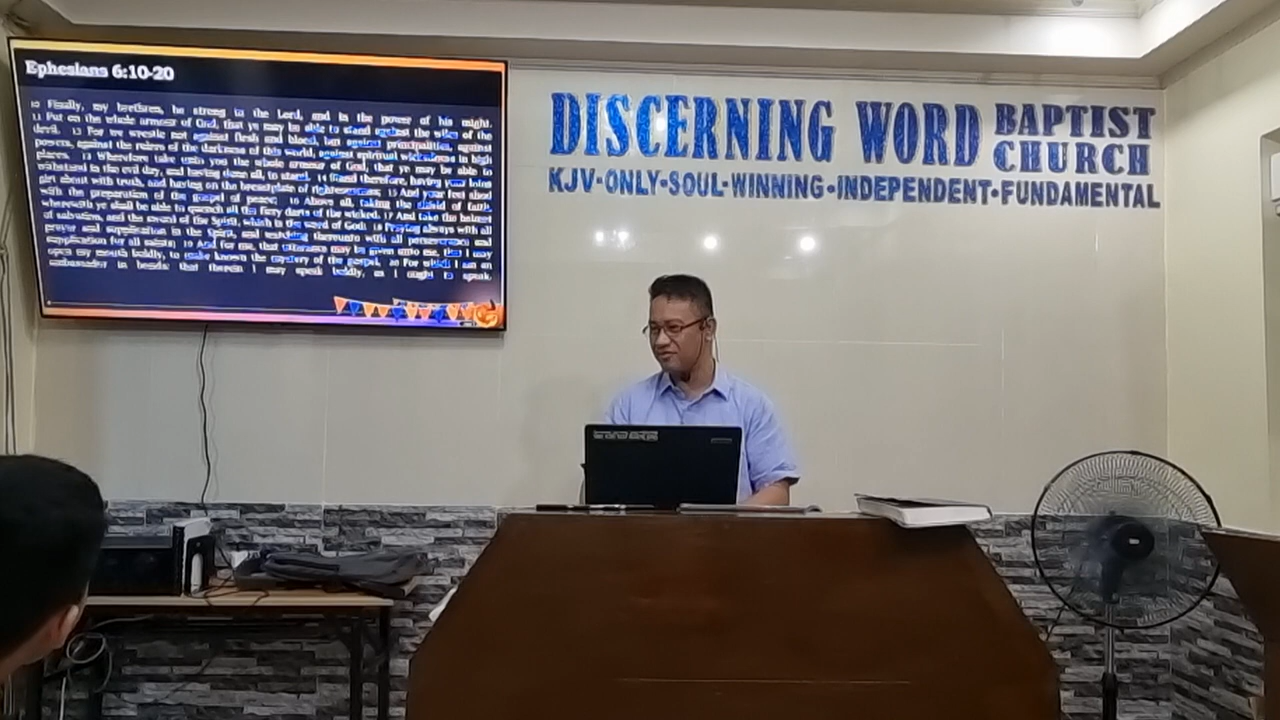 Ephesians 6:10-20
10 Finally, my brethren, be strong in the Lord, and in the power of his might.
11 Put on the whole armour of God, that ye may be able to stand against the wiles of the
devil. 12 For we wrestle not against flesh and blood, but against principalities, against
powers, against the rulers of the darkness of this world, against spiritual wickedness in high
places. 13 Wherefore take unto you the whole armour of God, that ye may be able to
withstand in the evil day, and having done all, to stand. 14 Stand therefore, having your loins
girt about with truth, and having on the breastplate of righteousness; 15 And your feet shod
with the preparation of the gospel of peace; 16 Above all, taking the shield of faith,
wherewith ye shall be able to quench all the fiery darts of the wicked. 17 And take the helmet
of salvation, and the sword of the Spirit, which is the word of God: 18 Praying always with all
prayer and supplication in the Spirit, and watching thereunto with all perseverance and
supplication for all saints; 19 And for me, that utterance may be given unto me, that I may
open my mouth boldly, to make known the mystery of the gospel, 20 For which I am an
ambassador in bonds: that therein I may speak boldly, as I ought to speak.
DISCERNING WORD BAPTIST CHURCH
KJV-ONLY-SOUL-WINNING-INDEPENDENT-FUNDAMENTAL